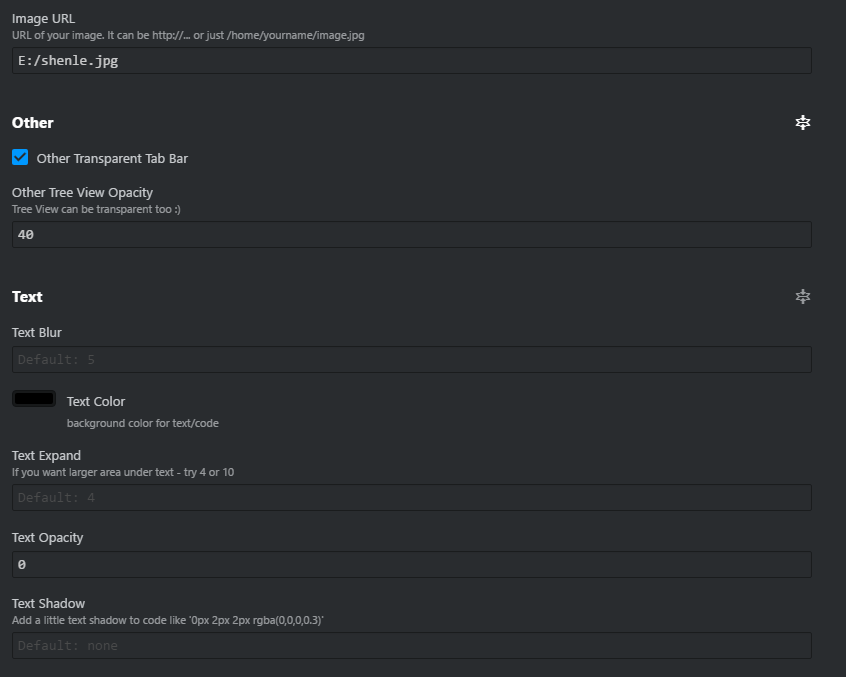 Image URL
URL of your image. It can be http://... or just /home/yourname/image.jpg
E:/shenle.jpg
Other
Other Transparent Tab Bar
Other Tree View Opacity
Tree View can be transparent too :)
40
Text
Text Blur
Default: 5
Text Color
background color for text/code
Text Expand
If you want larger area under text - try 4 or 10
Default: 4
Text Opacity
0
Text Shadow
Add a little text shadow to code like '0px 2px 2px rgba(0,0,0,0.3)'
Default: none